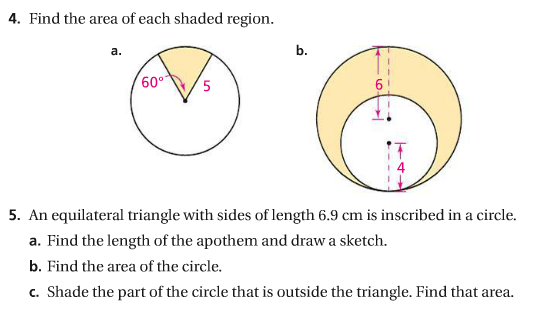 4. Find the area of each shaded region.
a.
b.
60°
5
6
4
5. An equilateral triangle with sides of length 6.9 cm is inscribed in a circle.
a. Find the length of the apothem and draw a sketch.
b. Find the area of the circle.
c. Shade the part of the circle that is outside the triangle. Find that area.